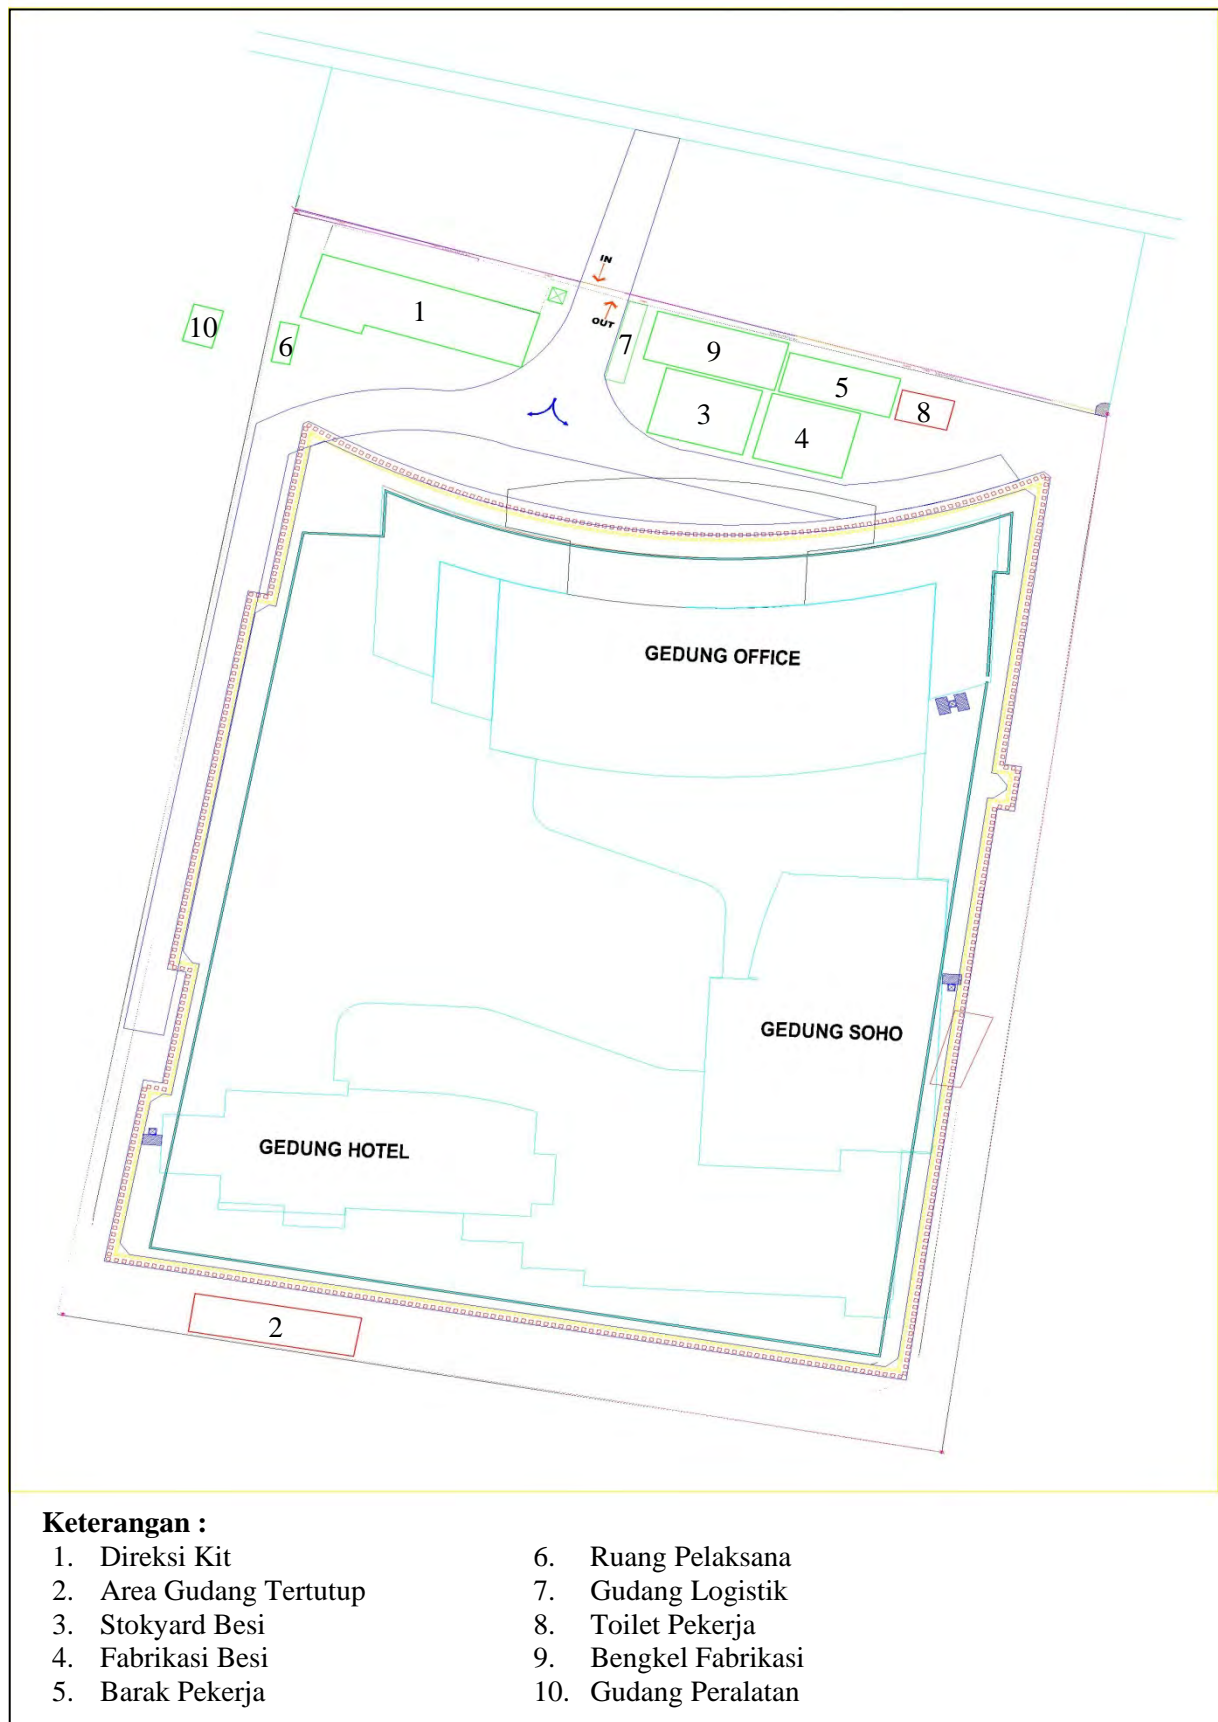 IN
OUT
1
10
6
7
9
5
8
3
4
GEDUNG OFFICE
GEDUNG SOHO
GEDUNG HOTEL
2
Keterangan :
1. Direksi Kit
2. Area Gudang Tertutup
3. Stokyard Besi
4. Fabrikasi Besi
5. Barak Pekerja
6. Ruang Pelaksana
7. Gudang Logistik
8. Toilet Pekerja
9. Bengkel Fabrikasi
10. Gudang Peralatan